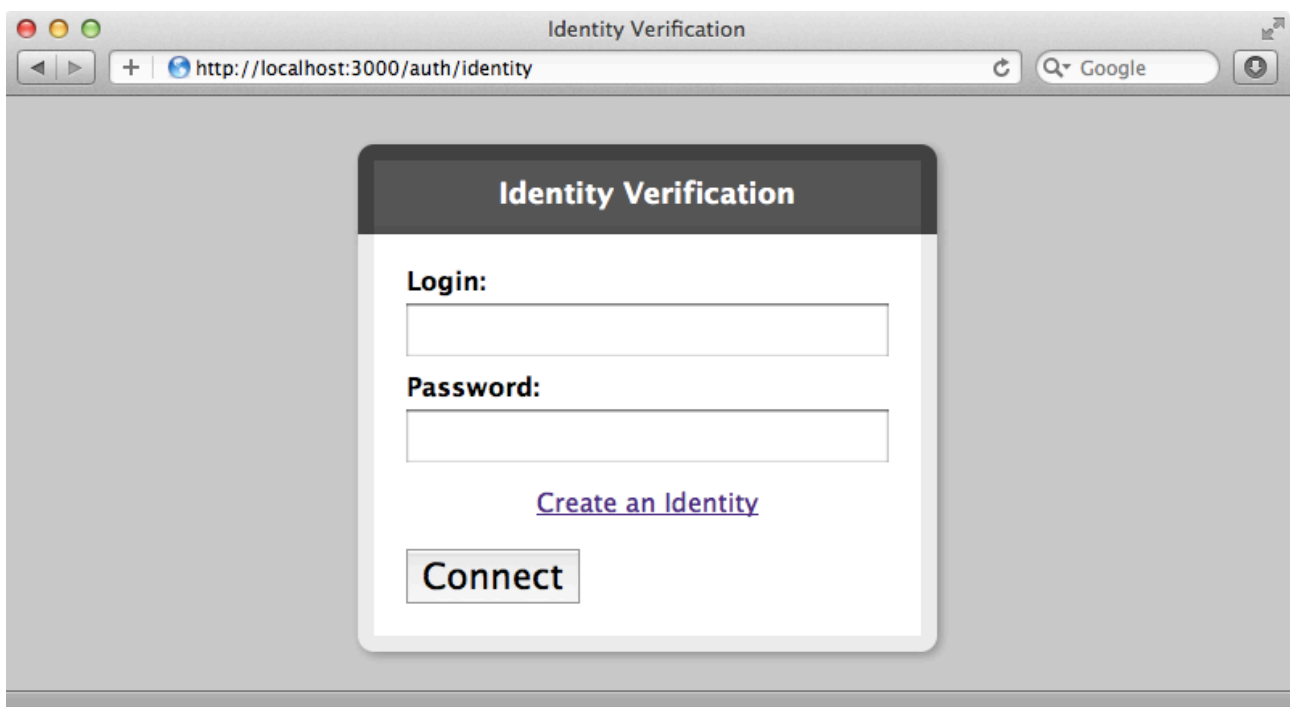 Identity Verification
http://localhost:3000/auth/identity
Google
Identity Verification
Login:
Password:
Create an Identity
Connect